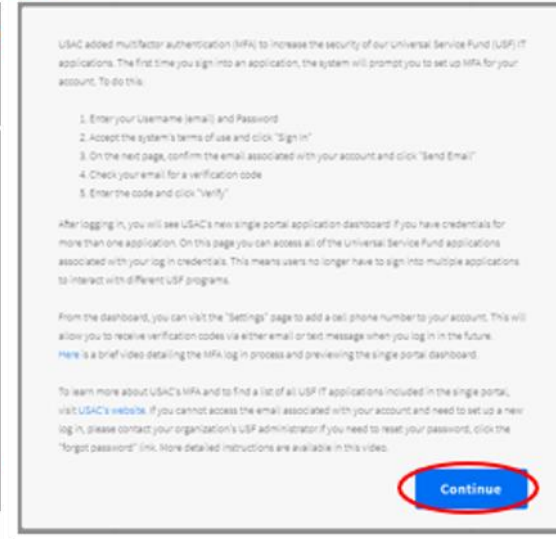 USAC added multifactor authentication (MFA) to increase the security of our Universal Service Fund (USF) IT
applications. The first time you sign into an application, the system will prompt you to set up MFA for your
account. To do this:
1. Enter your Username (email) and Password
2. Accept the system's terms of use and click "Sign in"
3. On the next page, confirm the email associated with your account and click "Send Email"
4. Check your email for a verification code
5. Enter the code and click "Verify"
After logging in, you will see USAC's new single portal application dashboard if you have credentials for
more than one application. On this page you can access all of the Universal Service Fund applications
associated with your log in credentials. This means users no longer have to sign into multiple applications
to interact with different USF programs.
From the dashboard, you can visit the "Settings" page to add a cell phone number to your account. This will
allow you to receive verification codes via either email or text message when you log in in the future.
Here is a brief video detailing the MFA log in process and previewing the single portal dashboard.
To learn more about USAC's MFA and to find a list of all USF IT applications included in the single portal,
visit USAC's website. If you cannot access the email associated with your account and need to set up a new
log in, please contact your organization's USF administrator.If you need to reset your password, click the
"forgot password" link. More detailed instructions are available in this video.
Continue